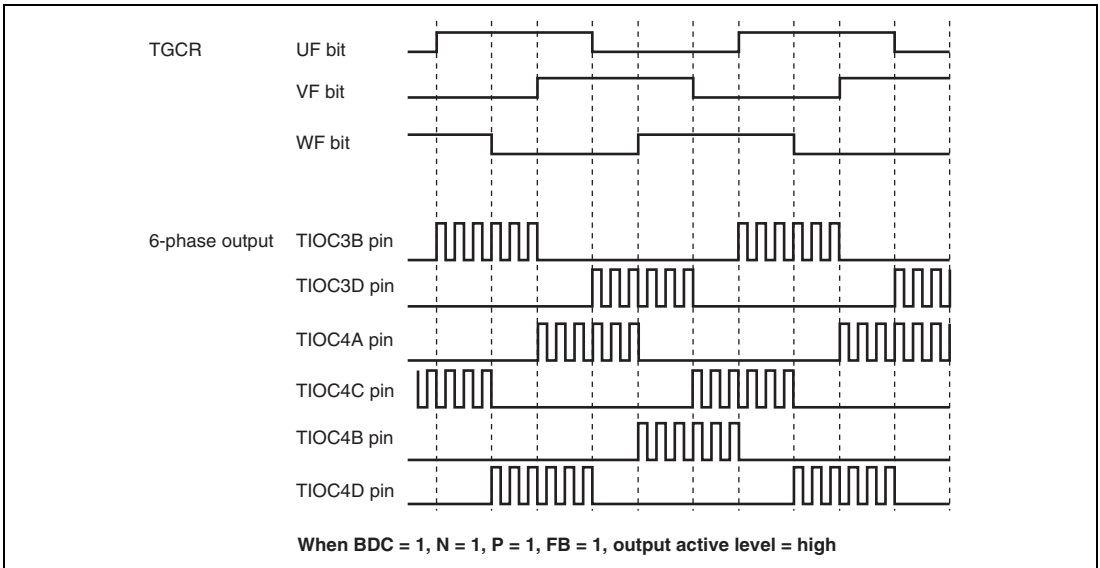 TGCR UF bit
VF bit
WF bit
6-phase output TIOC3B pin
TIOC3D pin
TIOC4A pin
TIOC4C pin
TIOC4B pin
TIOC4D pin
When BDC = 1, N = 1, P = 1, FB = 1, output active level = high